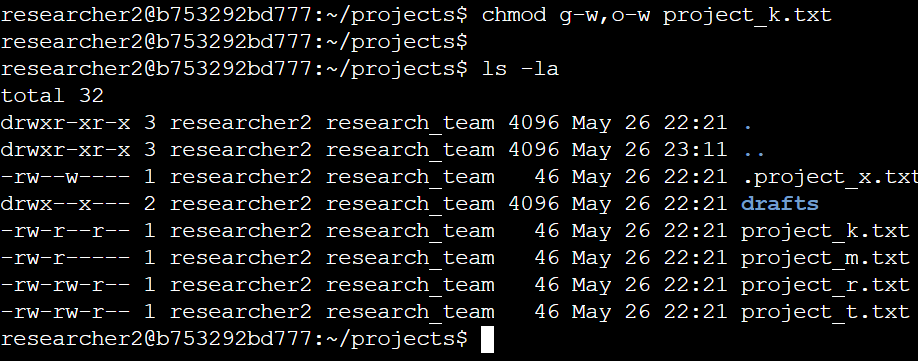 researcher2@b753292bd777:~/projects$ chmod g-w,o-w project_k.txt
researcher2@b753292bd777:~/projects$
researcher2@b753292bd777:~/projects$ ls -la
total 32
drwxr-xr-x 3 researcher2 research_team 4096 May 26 22:21 .
drwxr-xr-x 3 researcher2 research_team 4096 May 26 23:11 ..
-rw--w---- 1 researcher2 research_team   46 May 26 22:21 .project_x.txt
drwx--x--- 2 researcher2 research_team 4096 May 26 22:21 drafts
-rw-r--r-- 1 researcher2 research_team   46 May 26 22:21 project_k.txt
-rw-r----- 1 researcher2 research_team   46 May 26 22:21 project_m.txt
-rw-rw-r-- 1 researcher2 research_team   46 May 26 22:21 project_r.txt
-rw-rw-r-- 1 researcher2 research_team   46 May 26 22:21 project_t.txt
researcher2@b753292bd777:~/projects$